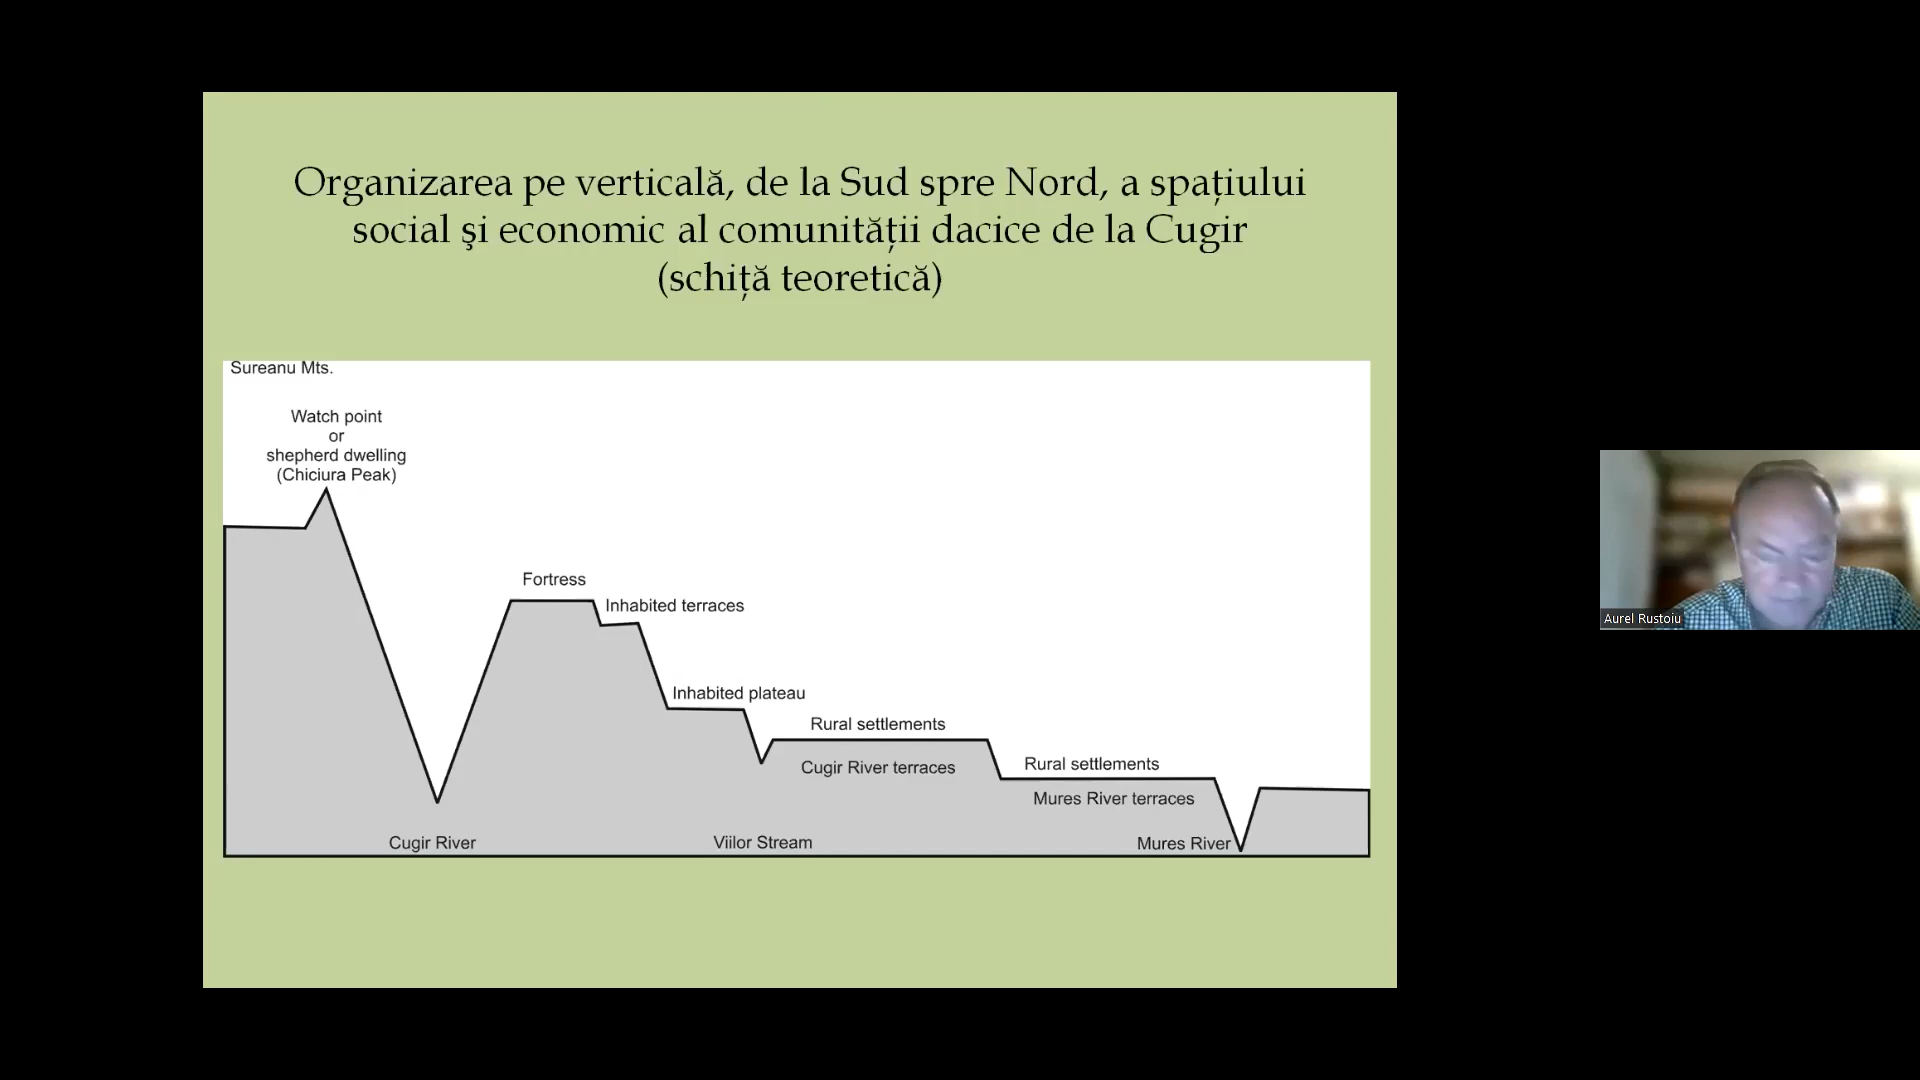 Organizarea pe verticală, de la Sud spre Nord, a spațiului
social şi economic al comunității dacice de la Cugir
(schiță teoretică)
Sureanu Mts.
Watch point
or
shepherd dwelling
(Chiciura Peak)
Fortress
Inhabited terraces
Inhabited plateau
Rural settlements
Cugir River terraces
Rural settlements
Mures River terraces
Cugir River
Viilor Stream
Mures River
Aurel Rustoiu